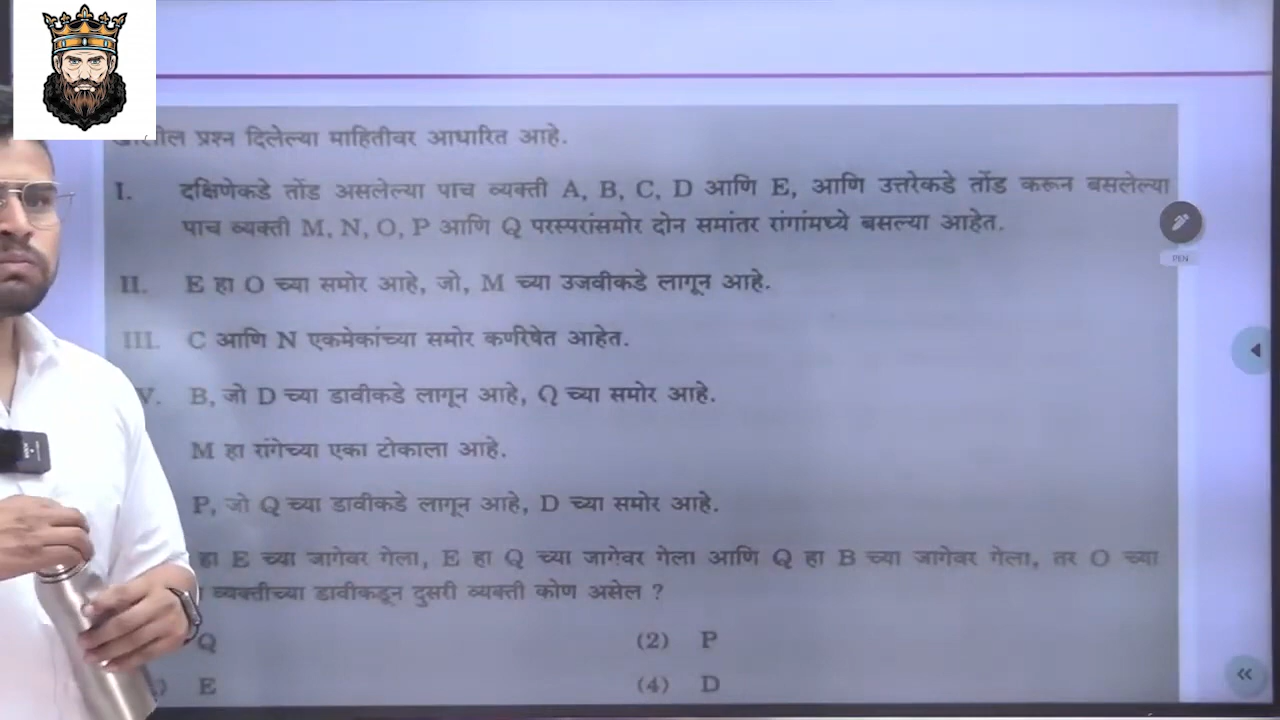 प्रश्न दिलेल्या माहितीवर आधारित आहे.
I. दक्षिणेकडे तोंड असलेल्या पाच व्यक्ती A, B, C, D आणि E, आणि उत्तरेकडे तोंड करून बसलेल्या
पाच व्यक्ती M, N, O, P आणि Q परस्परांसमोर दोन समांतर रांगांमध्ये बसल्या आहेत.
PEN
II. E हा O च्या समोर आहे, जो, M च्या उजवीकडे लागून आहे.
III. C आणि N एकमेकांच्या समोर कर्णरेषेत आहेत.
V. B, जो D च्या डावीकडे लागून आहे, Q च्या समोर आहे.
M हा रांगेच्या एका टोकाला आहे.
P, जो Q च्या डावीकडे लागून आहे, D च्या समोर आहे.
हा E च्या जागेवर गेला, E हा Q च्या जागेवर गेला आणि Q हा B च्या जागेवर गेला, तर O च्या
व्यक्तीच्या डावीकडून दुसरी व्यक्ती कोण असेल ?
Q (2) P
) E (4) D